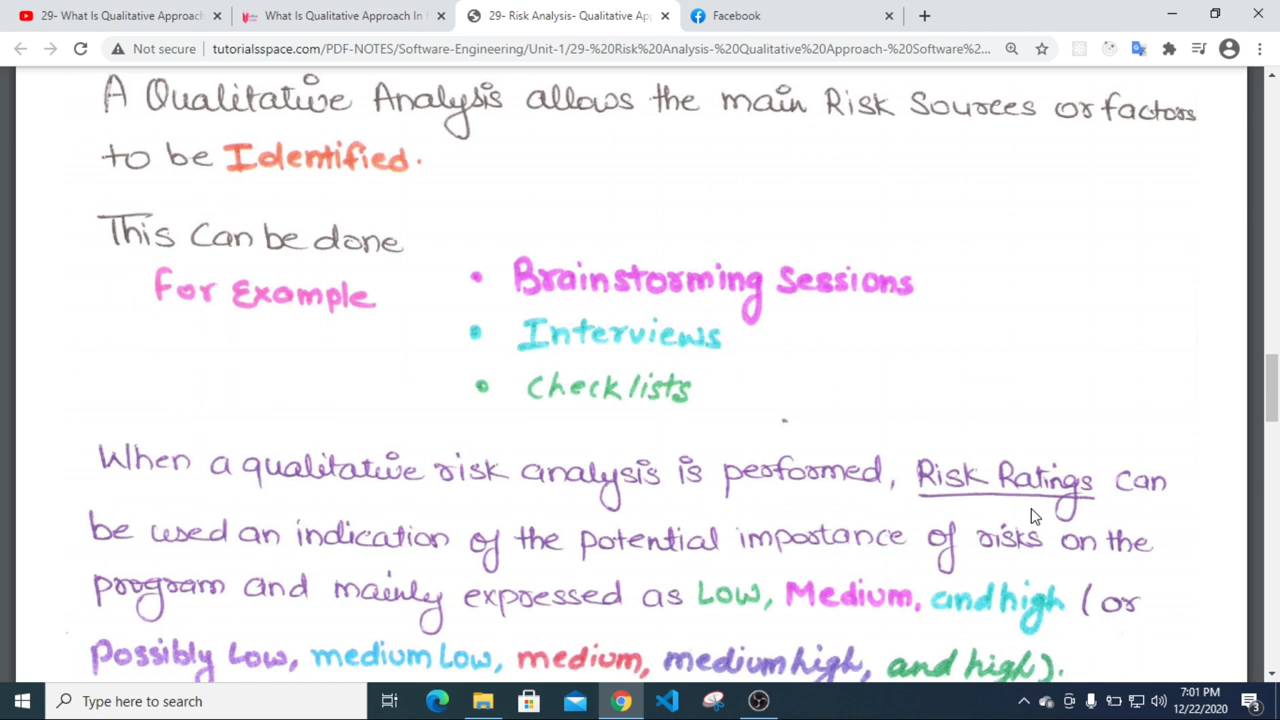 29- What Is Qualitative Approach
What Is Qualitative Approach In
29- Risk Analysis- Qualitative Ap
Facebook
Not secure
tutorialsspace.com/PDF-NOTES/Software-Engineering/Unit-1/29-%20Risk%20Analysis-%20Qualitative%20Approach-%20Software%2...
A Qualitative Analysis allows the main Risk Sources or factors
to be Identified.
This Can be done
For Example
• Brainstorming Sessions
• Interviews
• Checklists
When a qualitative risk analysis is performed, Risk Ratings can
be used an indication of the potential importance of risks on the
program and mainly expressed as Low, Medium, and high (or
Possibly Low, medium low, medium, medium high, and high).
Type here to search
7:01 PM
12/22/2020
3